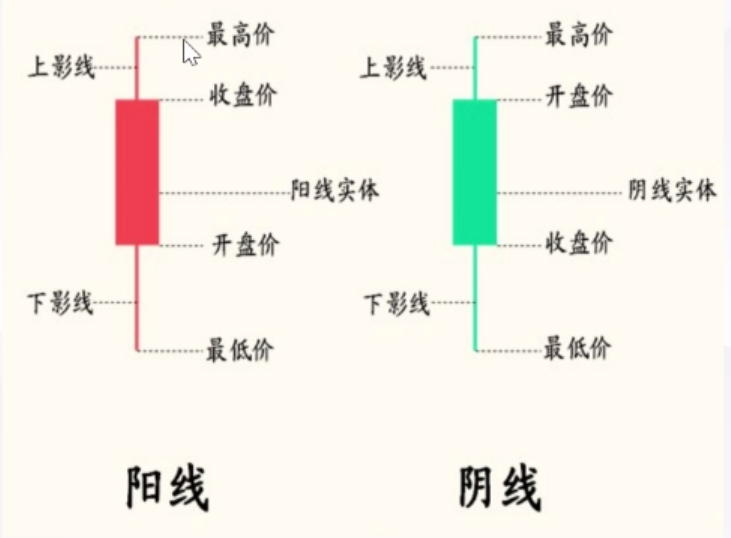 最高价
上影线
收盘价
阳线实体
开盘价
下影线
最低价
阳线
最高价
上影线
开盘价
阴线实体
收盘价
下影线
最低价
阴线